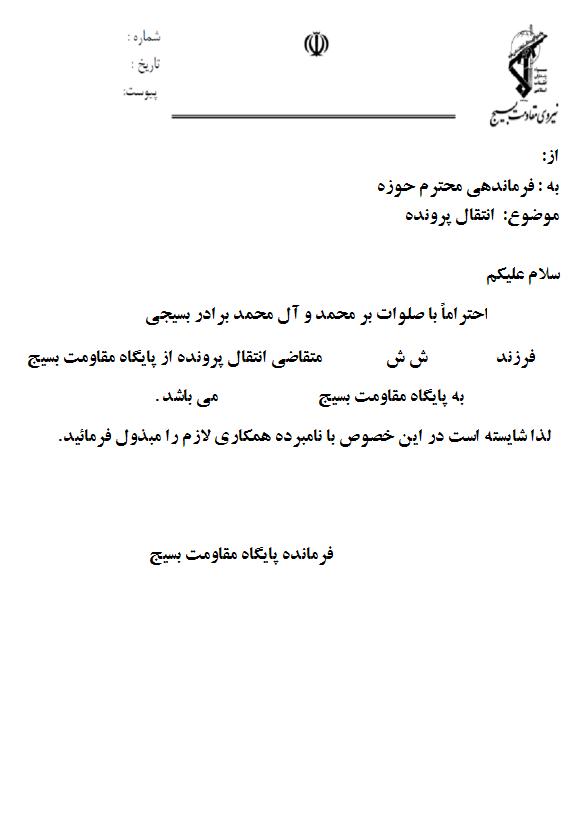 شماره :
تاریخ :
پیوست:
نیروی مقاومت بسیج
از:
به : فرماندهی محترم حوزه
موضوع: انتقال پرونده
سلام علیکم
احتراماً با صلوات بر محمد و آل محمد برادر بسیجی
فرزند ش ش متقاضی انتقال پرونده از پایگاه مقاومت بسیج
به پایگاه مقاومت بسیج می باشد .
لذا شایسته است در این خصوص با نامبرده همکاری لازم را مبذول فرمائید.
فرمانده پایگاه مقاومت بسیج